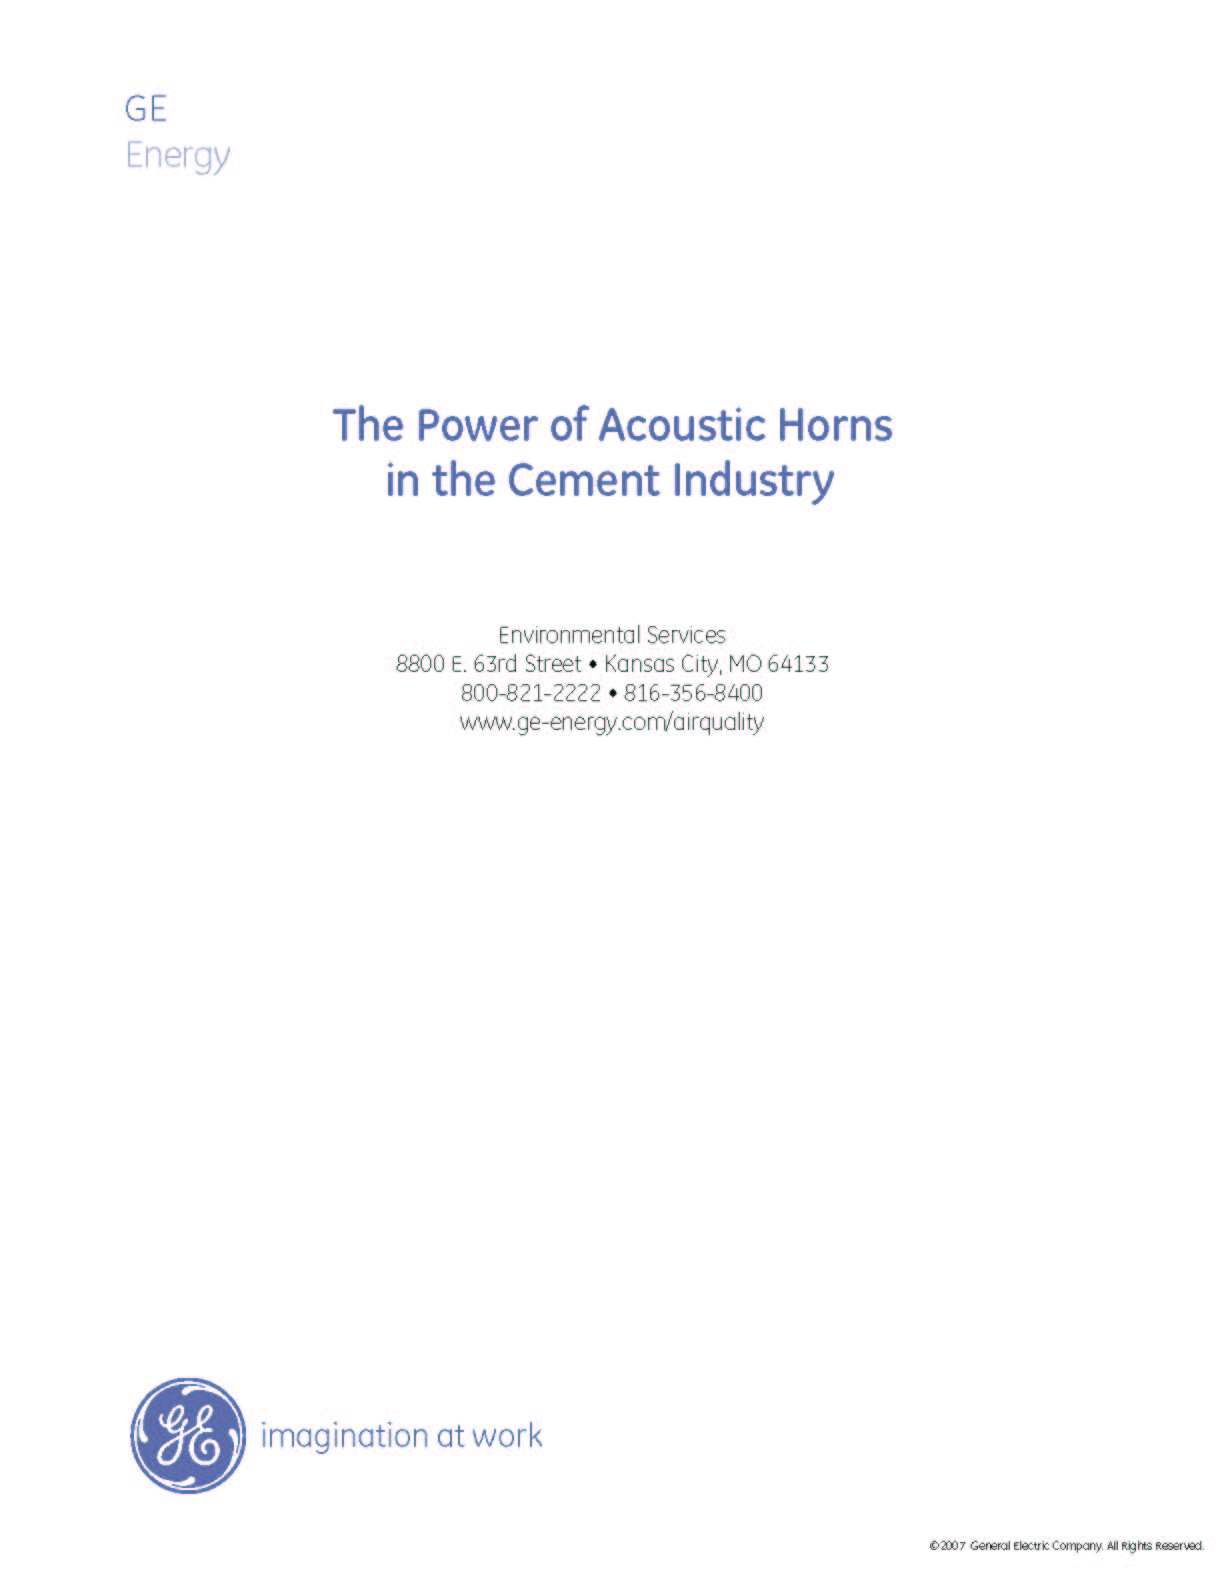 GE
Energy
The Power of Acoustic Horns
in the Cement Industry
Environmental Services
8800 E. 63rd Street • Kansas City, MO 64133
800-821-2222 • 816-356-8400
www.ge-energy.com/airquality
GE
imagination at work
©2007 General Electric Company. All Rights Reserved.